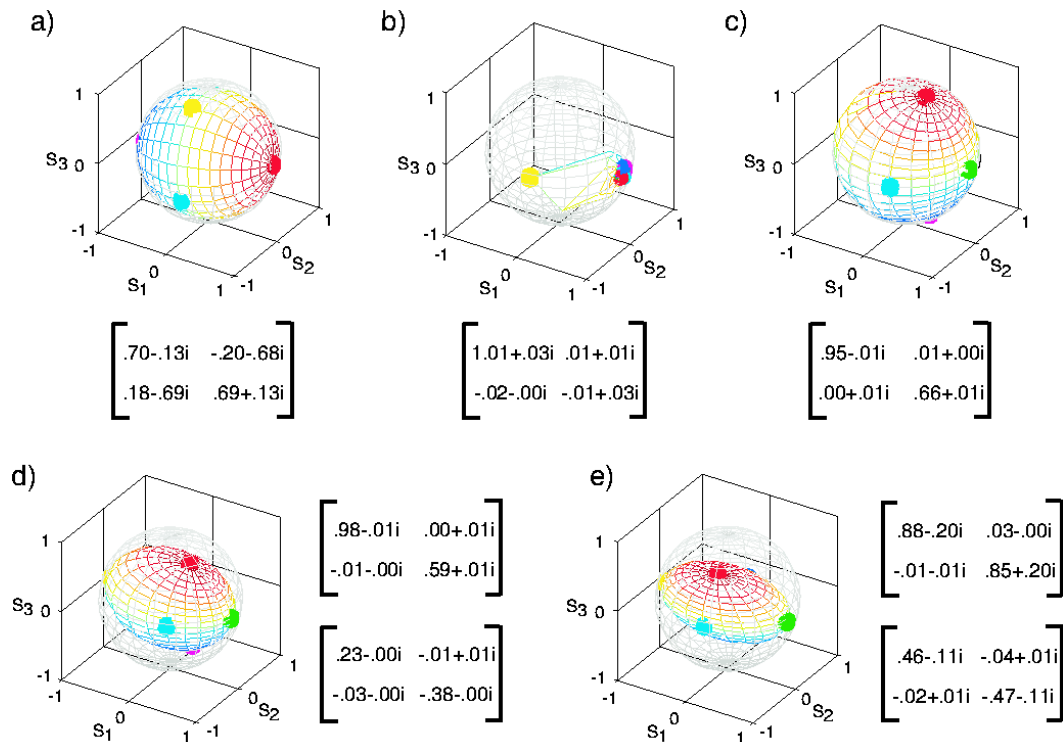 a)
b)
c)
1
S3 0
-1
-1
0
S1
1
-1
0
S2
1
1
S3 0
-1
-1
0
S1
1
-1
0
S2
1
1
S3 0
-1
-1
0
S1
1
-1
0
S2
1
.70-.13i -.20-.68i
.18-.69i .69+.13i
1.01+.03i .01+.01i
-.02-.00i -.01+.03i
.95-.01i .01+.00i
.00+.01i .66+.01i
d)
1
S3 0
-1
-1
0
S1
1
-1
0
S2
1
.98-.01i .00+.01i
-.01-.00i .59+.01i
.23-.00i -.01+.01i
-.03-.00i -.38-.00i
e)
1
S3 0
-1
-1
0
S1
1
-1
0
S2
1
.88-.20i .03-.00i
-.01-.01i .85+.20i
.46-.11i -.04+.01i
-.02+.01i -.47-.11i